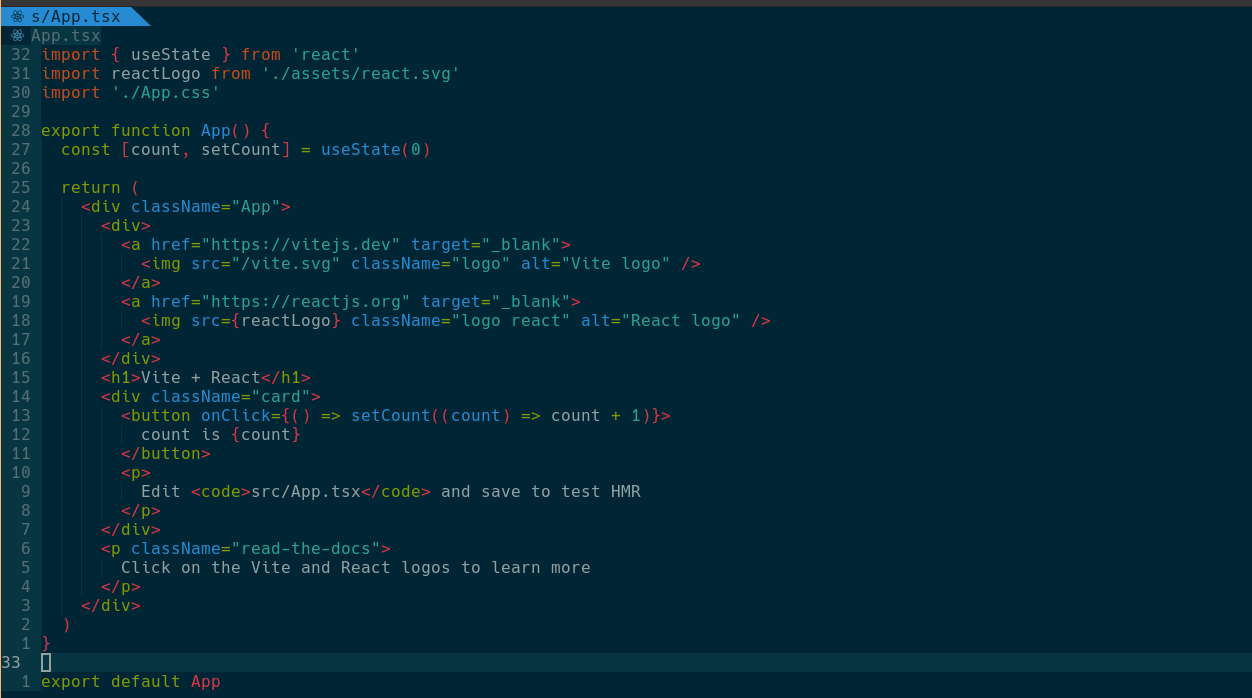 s/App.tsx
App.tsx
32 import { useState } from 'react'
31 import reactLogo from './assets/react.svg'
30 import './App.css'
29
28 export function App() {
27   const [count, setCount] = useState(0)
26
25   return (
24     <div className="App">
23       <div>
22         <a href="https://vitejs.dev" target="_blank">
21           <img src="/vite.svg" className="logo" alt="Vite logo" />
20         </a>
19         <a href="https://reactjs.org" target="_blank">
18           <img src={reactLogo} className="logo react" alt="React logo" />
17         </a>
16       </div>
15       <h1>Vite + React</h1>
14       <div className="card">
13         <button onClick={() => setCount((count) => count + 1)}>
12           count is {count}
11         </button>
10         <p>
9           Edit <code>src/App.tsx</code> and save to test HMR
8         </p>
7       </div>
6       <p className="read-the-docs">
5         Click on the Vite and React logos to learn more
4       </p>
3     </div>
2   )
1 }
33
1 export default App